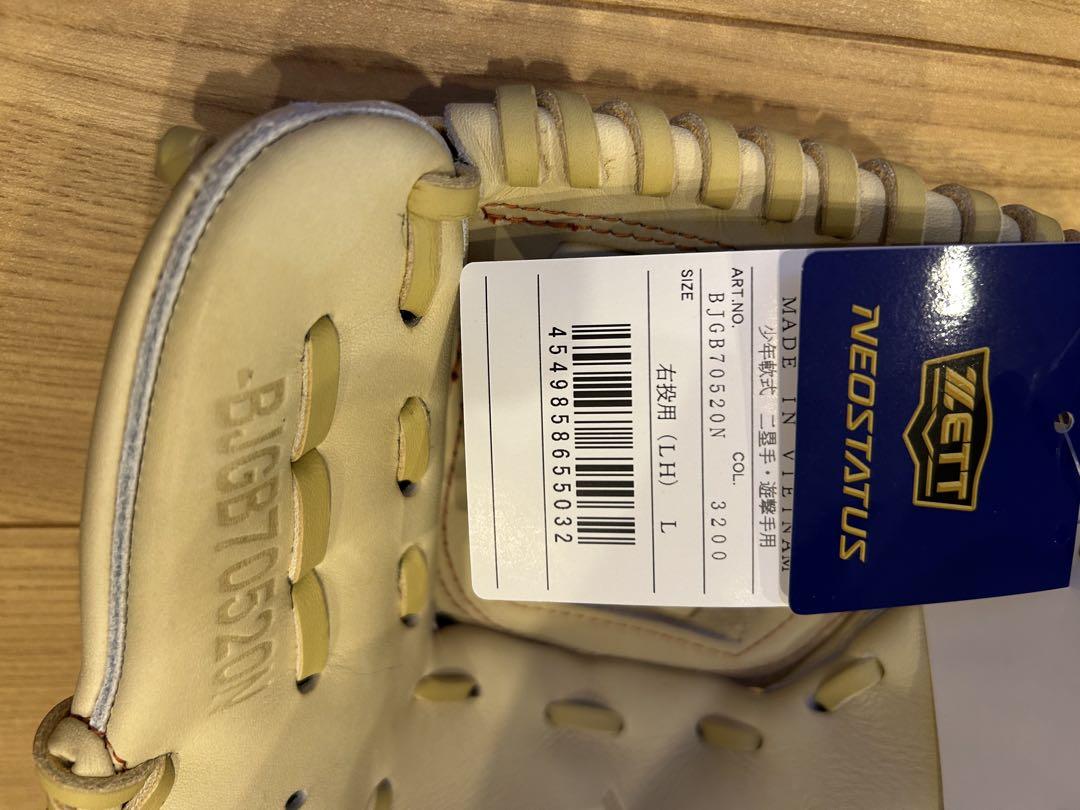 ZETT
NEOSTATUS
MADE IN VIETNAM
少年軟式 二塁手・遊撃手用
ART.NO. COL.
BJGB70520N 3200
SIZE
右投用(LH) L
4549858655032
-BJGB70520N